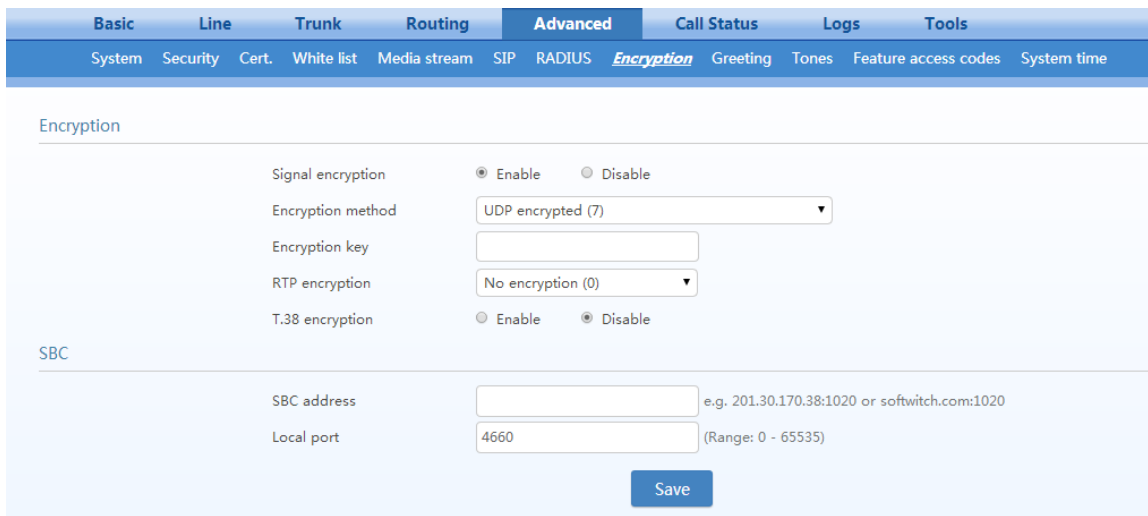 Basic Line Trunk Routing Advanced Call Status Logs Tools
System Security Cert. White list Media stream SIP RADIUS Encryption Greeting Tones Feature access codes System time
Encryption
Signal encryption Enable Disable
Encryption method UDP encrypted (7)
Encryption key
RTP encryption No encryption (0)
T.38 encryption Enable Disable
SBC
SBC address e.g. 201.30.170.38:1020 or softwitch.com:1020
Local port 4660 (Range: 0 - 65535)
Save